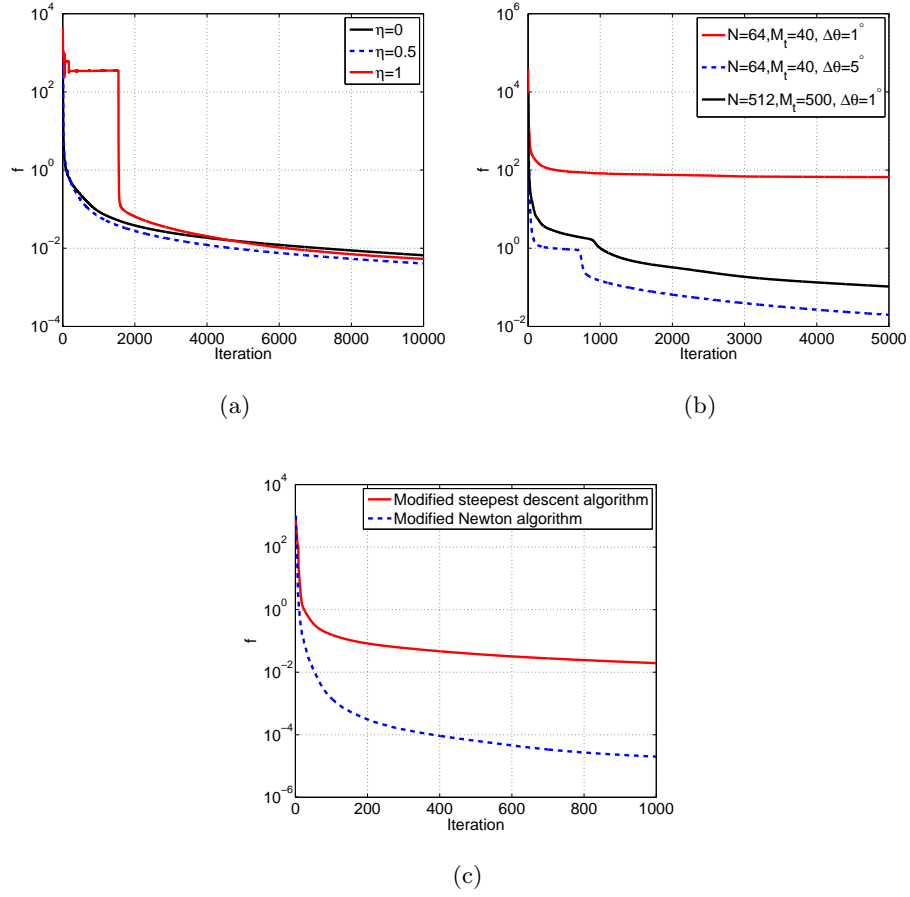 10^4
10^2
10^0
10^-2
10^-4
f
0
2000
4000
6000
8000
10000
Iteration
η=0
η=0.5
η=1
(a)
10^6
10^4
10^2
10^0
10^-2
f
0
1000
2000
3000
4000
5000
Iteration
N=64,M_t=40, Δθ=1°
N=64,M_t=40, Δθ=5°
N=512,M_t=500, Δθ=1°
(b)
10^4
10^2
10^0
10^-2
10^-4
10^-6
f
0
200
400
600
800
1000
Iteration
Modified steepest descent algorithm
Modified Newton algorithm
(c)